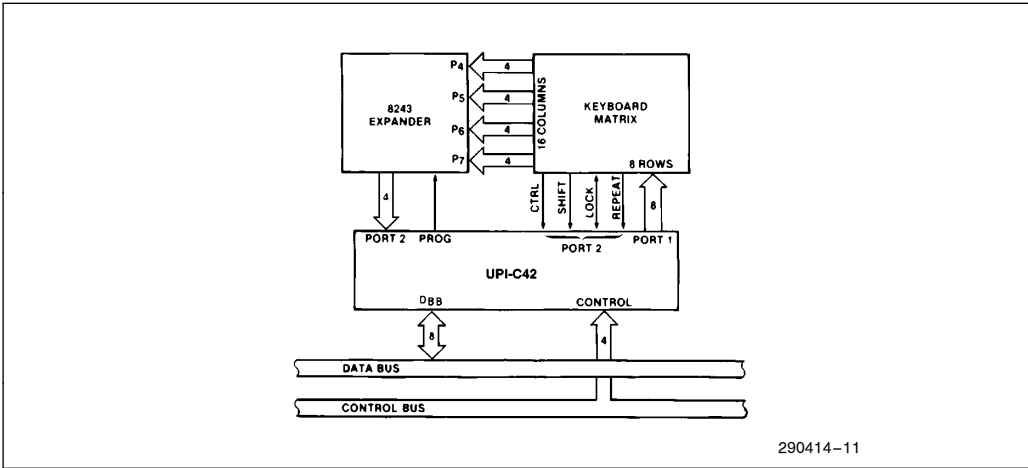 P4
4
P5
4
P6
4
P7
4
8243
EXPANDER
16 COLUMNS
KEYBOARD
MATRIX
8 ROWS
4
CTRL
SHIFT
LOCK
REPEAT
8
PORT 2
PROG
PORT 2
PORT 1
UPI-C42
DBB
CONTROL
8
4
DATA BUS
CONTROL BUS
290414–11